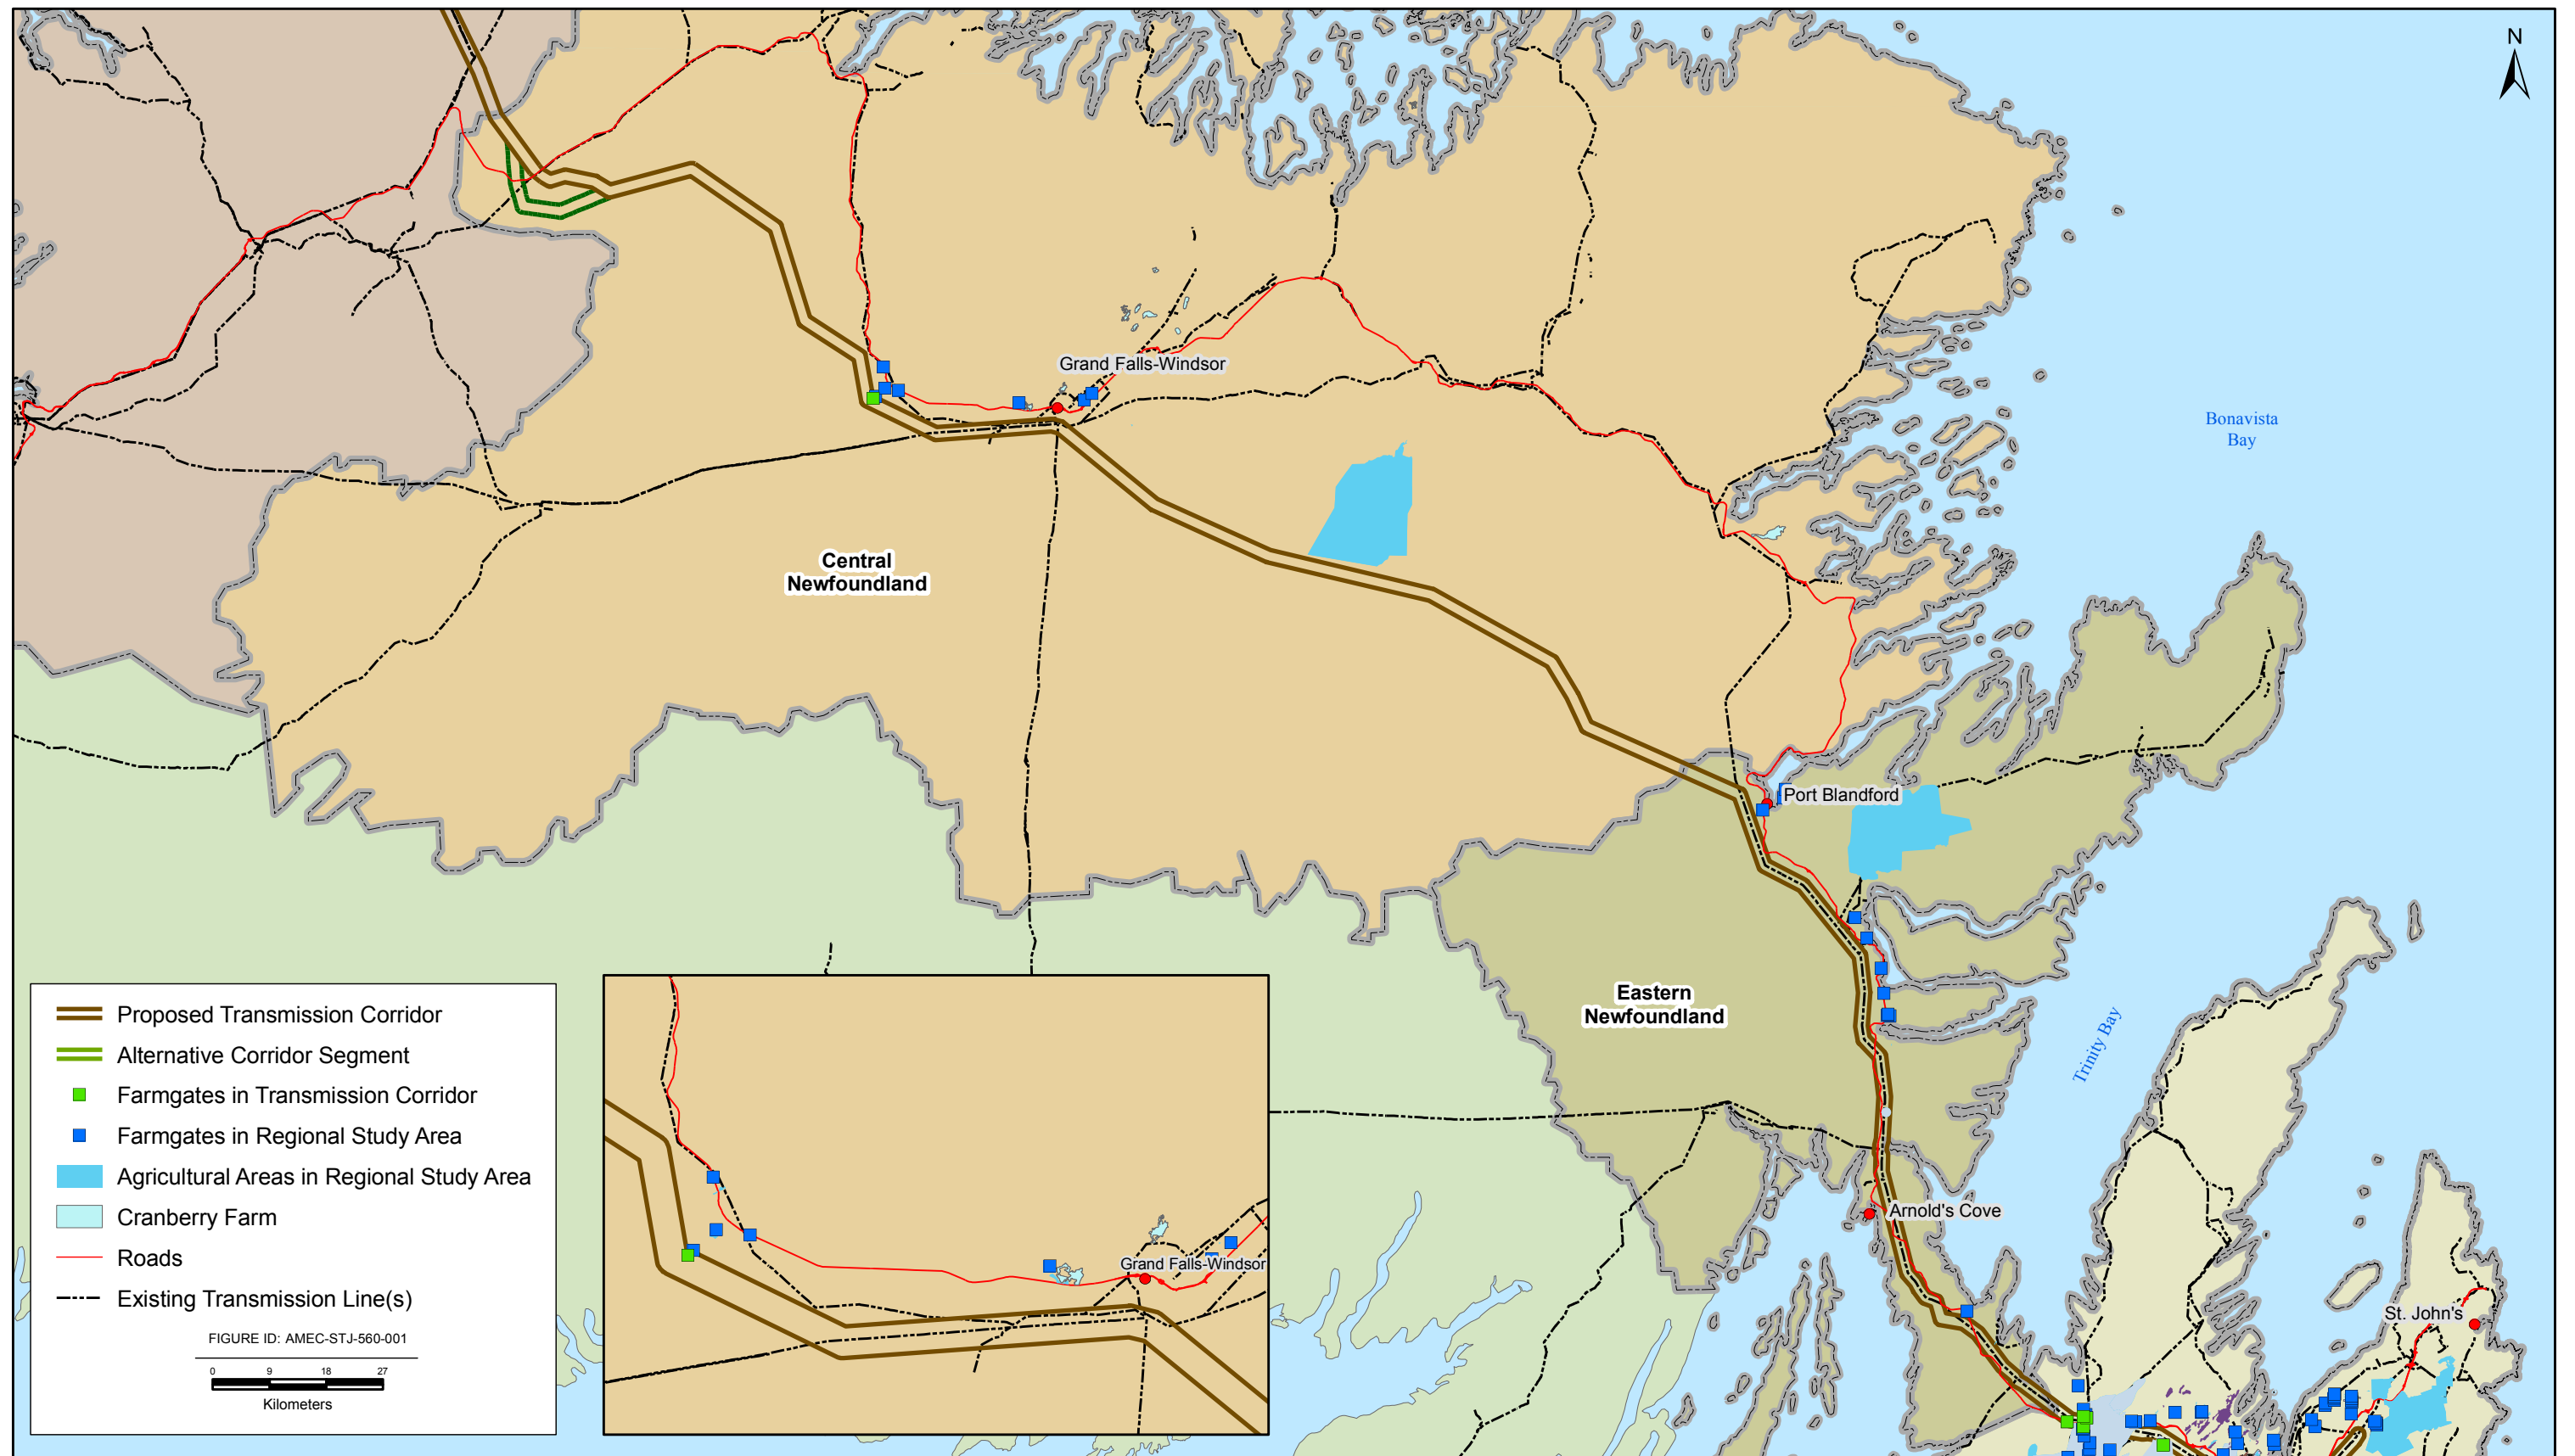 N
Grand Falls-Windsor
Bonavista
Bay
Central
Newfoundland
Port Blandford
Eastern
Newfoundland
Trinity Bay
Arnold's Cove
St. John's
Grand Falls-Windsor
Proposed Transmission Corridor
Alternative Corridor Segment
Farmgates in Transmission Corridor
Farmgates in Regional Study Area
Agricultural Areas in Regional Study Area
Cranberry Farm
Roads
Existing Transmission Line(s)
FIGURE ID: AMEC-STJ-560-001
0 9 18 27
Kilometers